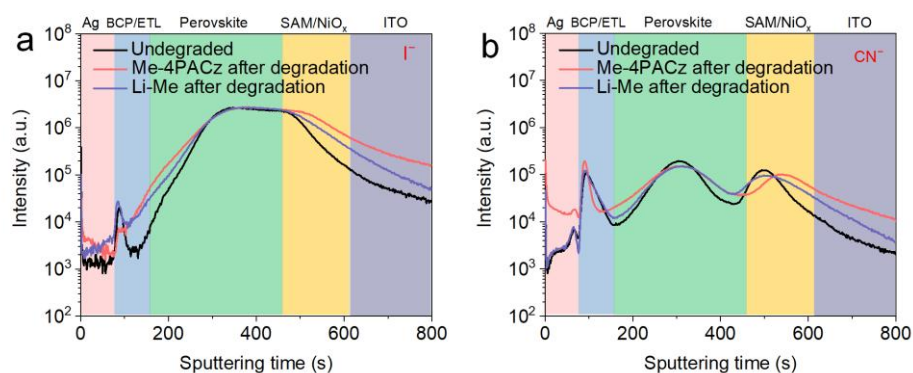 a
Ag BCP/ETL Perovskite SAM/NiOₓ ITO
10⁸
10⁷
10⁶
10⁵
10⁴
10³
10²
Intensity (a.u.)
Undegraded
Me-4PACz after degradation
Li-Me after degradation
I⁻
0 200 400 600 800
Sputtering time (s)
b
Ag BCP/ETL Perovskite SAM/NiOₓ ITO
10⁸
10⁷
10⁶
10⁵
10⁴
10³
10²
Intensity (a.u.)
Undegraded
Me-4PACz after degradation
Li-Me after degradation
CN⁻
0 200 400 600 800
Sputtering time (s)